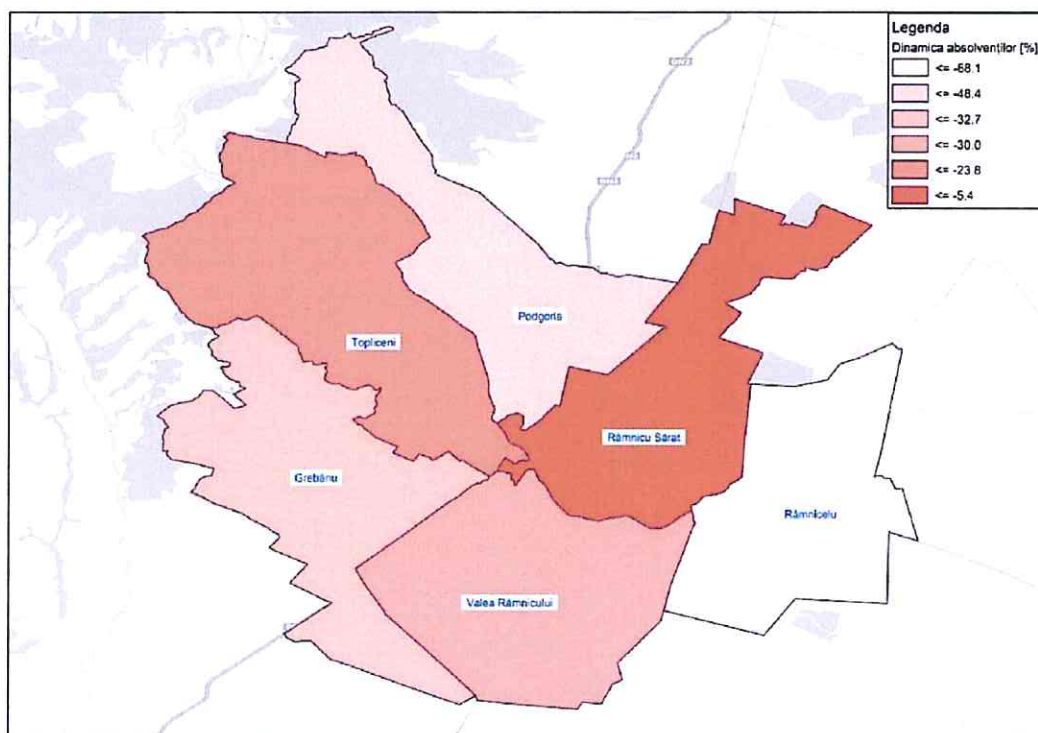 Legenda
Dinamica absolvenților [%]
<= -68.1
<= -48.4
<= -32.7
<= -30.0
<= -23.8
<= -5.4
Podgoria
Topliceni
Râmnicu Sărat
Grebănu
Râmnicelu
Valea Râmnicului